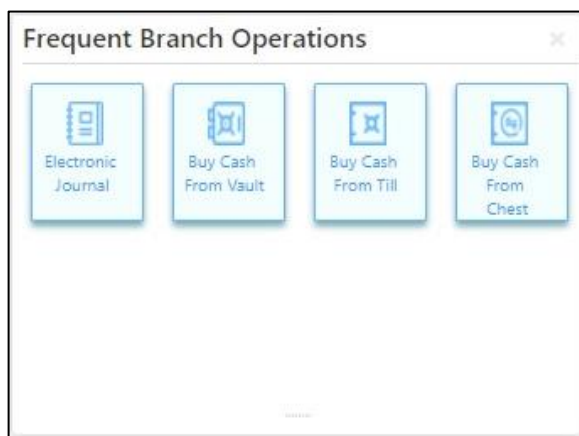 Frequent Branch Operations
Electronic
Journal
Buy Cash
From Vault
Buy Cash
From Till
Buy Cash
From
Chest